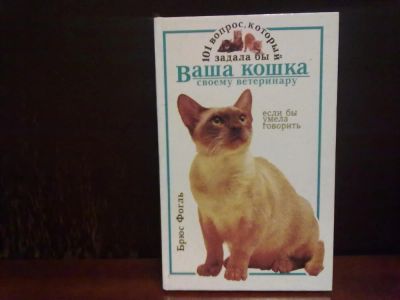 101 вопрос, который
задала бы
Ваша кошка
своему ветеринару
если бы
умела
говорить
Брюс Фогль